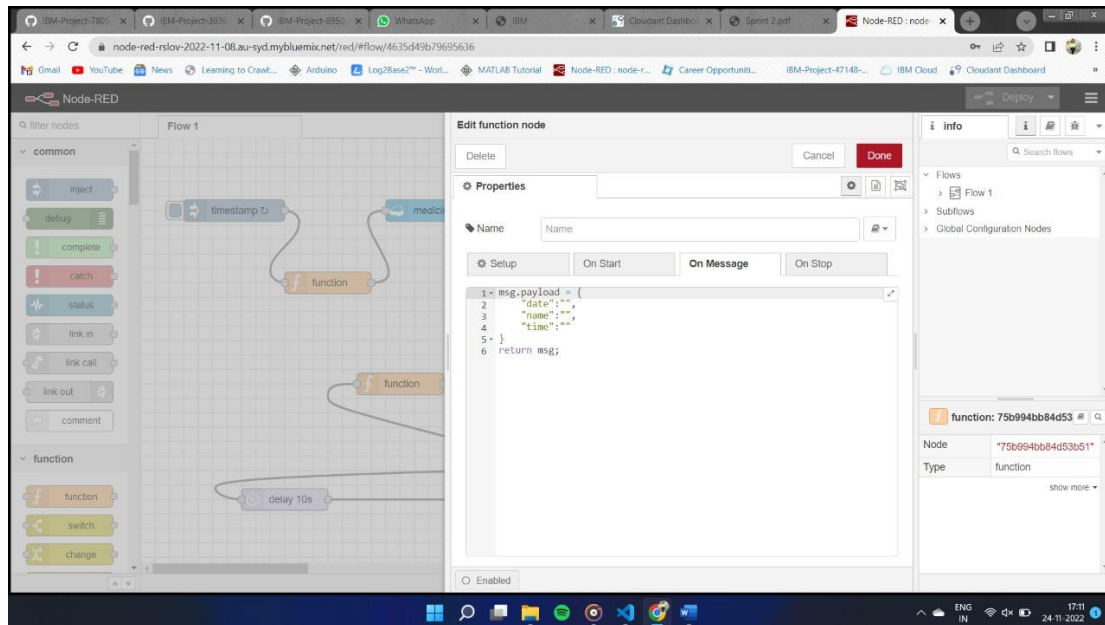 IBM-Project-7805
IBM-Project-3036
IBM-Project-8950
WhatsApp
IBM
Cloudant Dashbo
Sprint 2.pdf
Node-RED : node
node-red-rslov-2022-11-08.au-syd.mybluemix.net/red/#flow/4635d49b79695636
Gmail YouTube News Learning to Crawl:... Arduino Log2Base2™ - Worl... MATLAB Tutorial Node-RED : node-r... Career Opportuniti... IBM-Project-47148-... IBM Cloud Cloudant Dashboard »
Node-RED
Deploy
filter nodes
common
inject
debug
complete
catch
status
link in
link call
link out
comment
function
function
switch
change
Flow 1
timestamp ↻
medicin
function
function
delay 10s
Edit function node
Delete
Cancel
Done
Properties
Name
Name
Setup
On Start
On Message
On Stop
1 msg.payload = {
2 "date":"",
3 "name":"",
4 "time":""
5 }
6 return msg;
Enabled
i info
i
Search flows
Flows
Flow 1
Subflows
Global Configuration Nodes
function: 75b994bb84d53
Node "75b994bb84d53b51"
Type function
show more
ENG
IN
17:11
24-11-2022
1